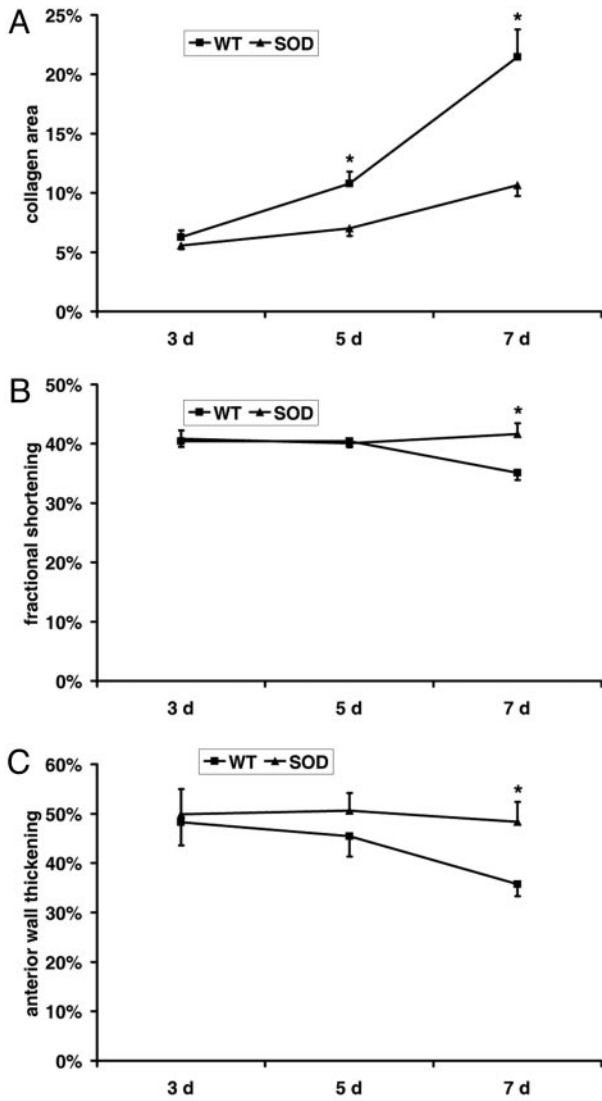 A
25%
20%
15%
10%
5%
0%
collagen area
WT SOD
*
*
3 d 5 d 7 d
B
50%
40%
30%
20%
10%
0%
fractional shortening
WT SOD
*
3 d 5 d 7 d
C
60%
50%
40%
30%
20%
10%
0%
anterior wall thickening
WT SOD
*
3 d 5 d 7 d